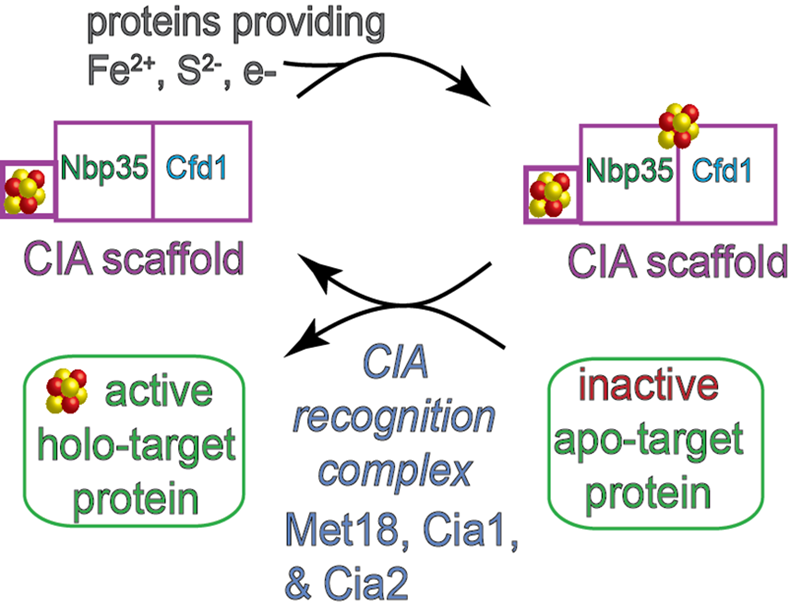 proteins providing
Fe²⁺, S²⁻, e-
Nbp35 Cfd1
CIA scaffold
Nbp35 Cfd1
CIA scaffold
active
holo-target
protein
CIA
recognition
complex
Met18, Cia1,
& Cia2
inactive
apo-target
protein